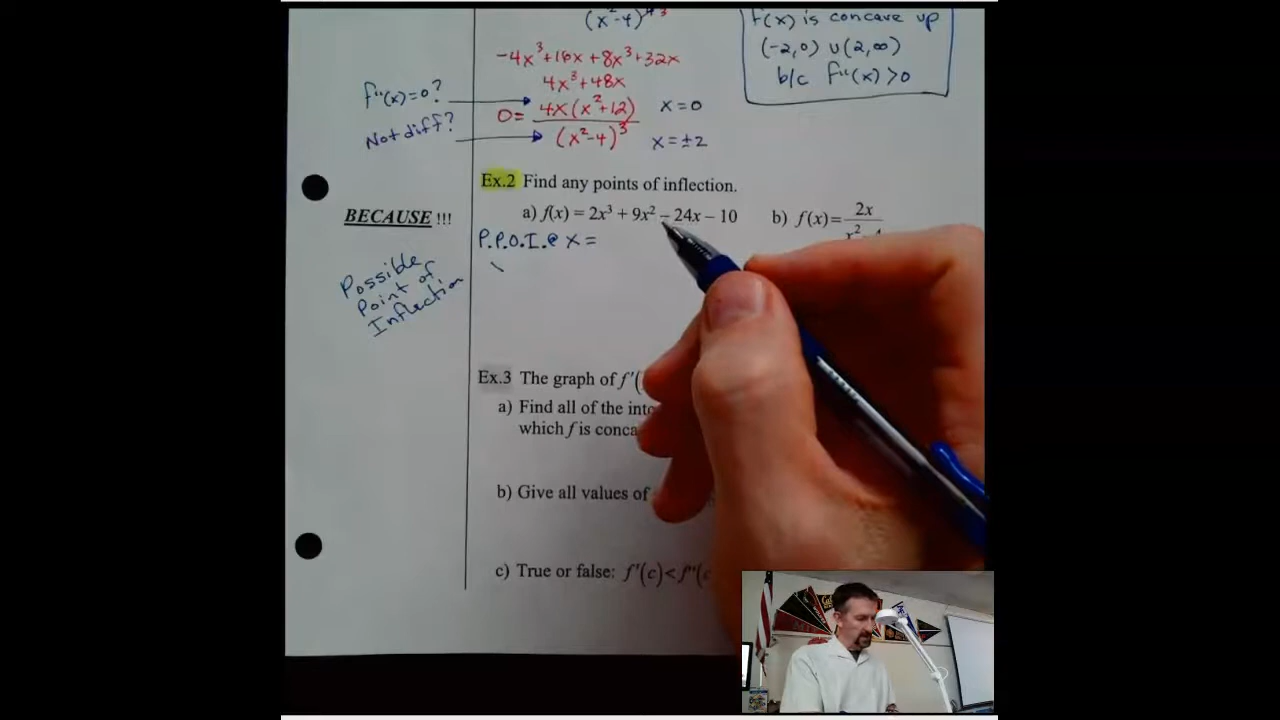 (x²-4)⁴³
-4x³+16x+8x³+32x
4x³+48x
0= 4x(x²+12) x=0
(x²-4)³ x=±2
f"(x)=0?
Not diff?
f(x) is concave up
(-2,0) ∪ (2,∞)
b/c f"(x)>0
BECAUSE !!!
Possible
Point of
Inflection
Ex.2 Find any points of inflection.
a) f(x) = 2x³ + 9x² – 24x – 10 b) f(x)= 2x
P.P.O.I.@ x =
Ex.3 The graph of f'(
a) Find all of the
which f is
b) Give all values of
c) True or false: f'(c)<f"(c